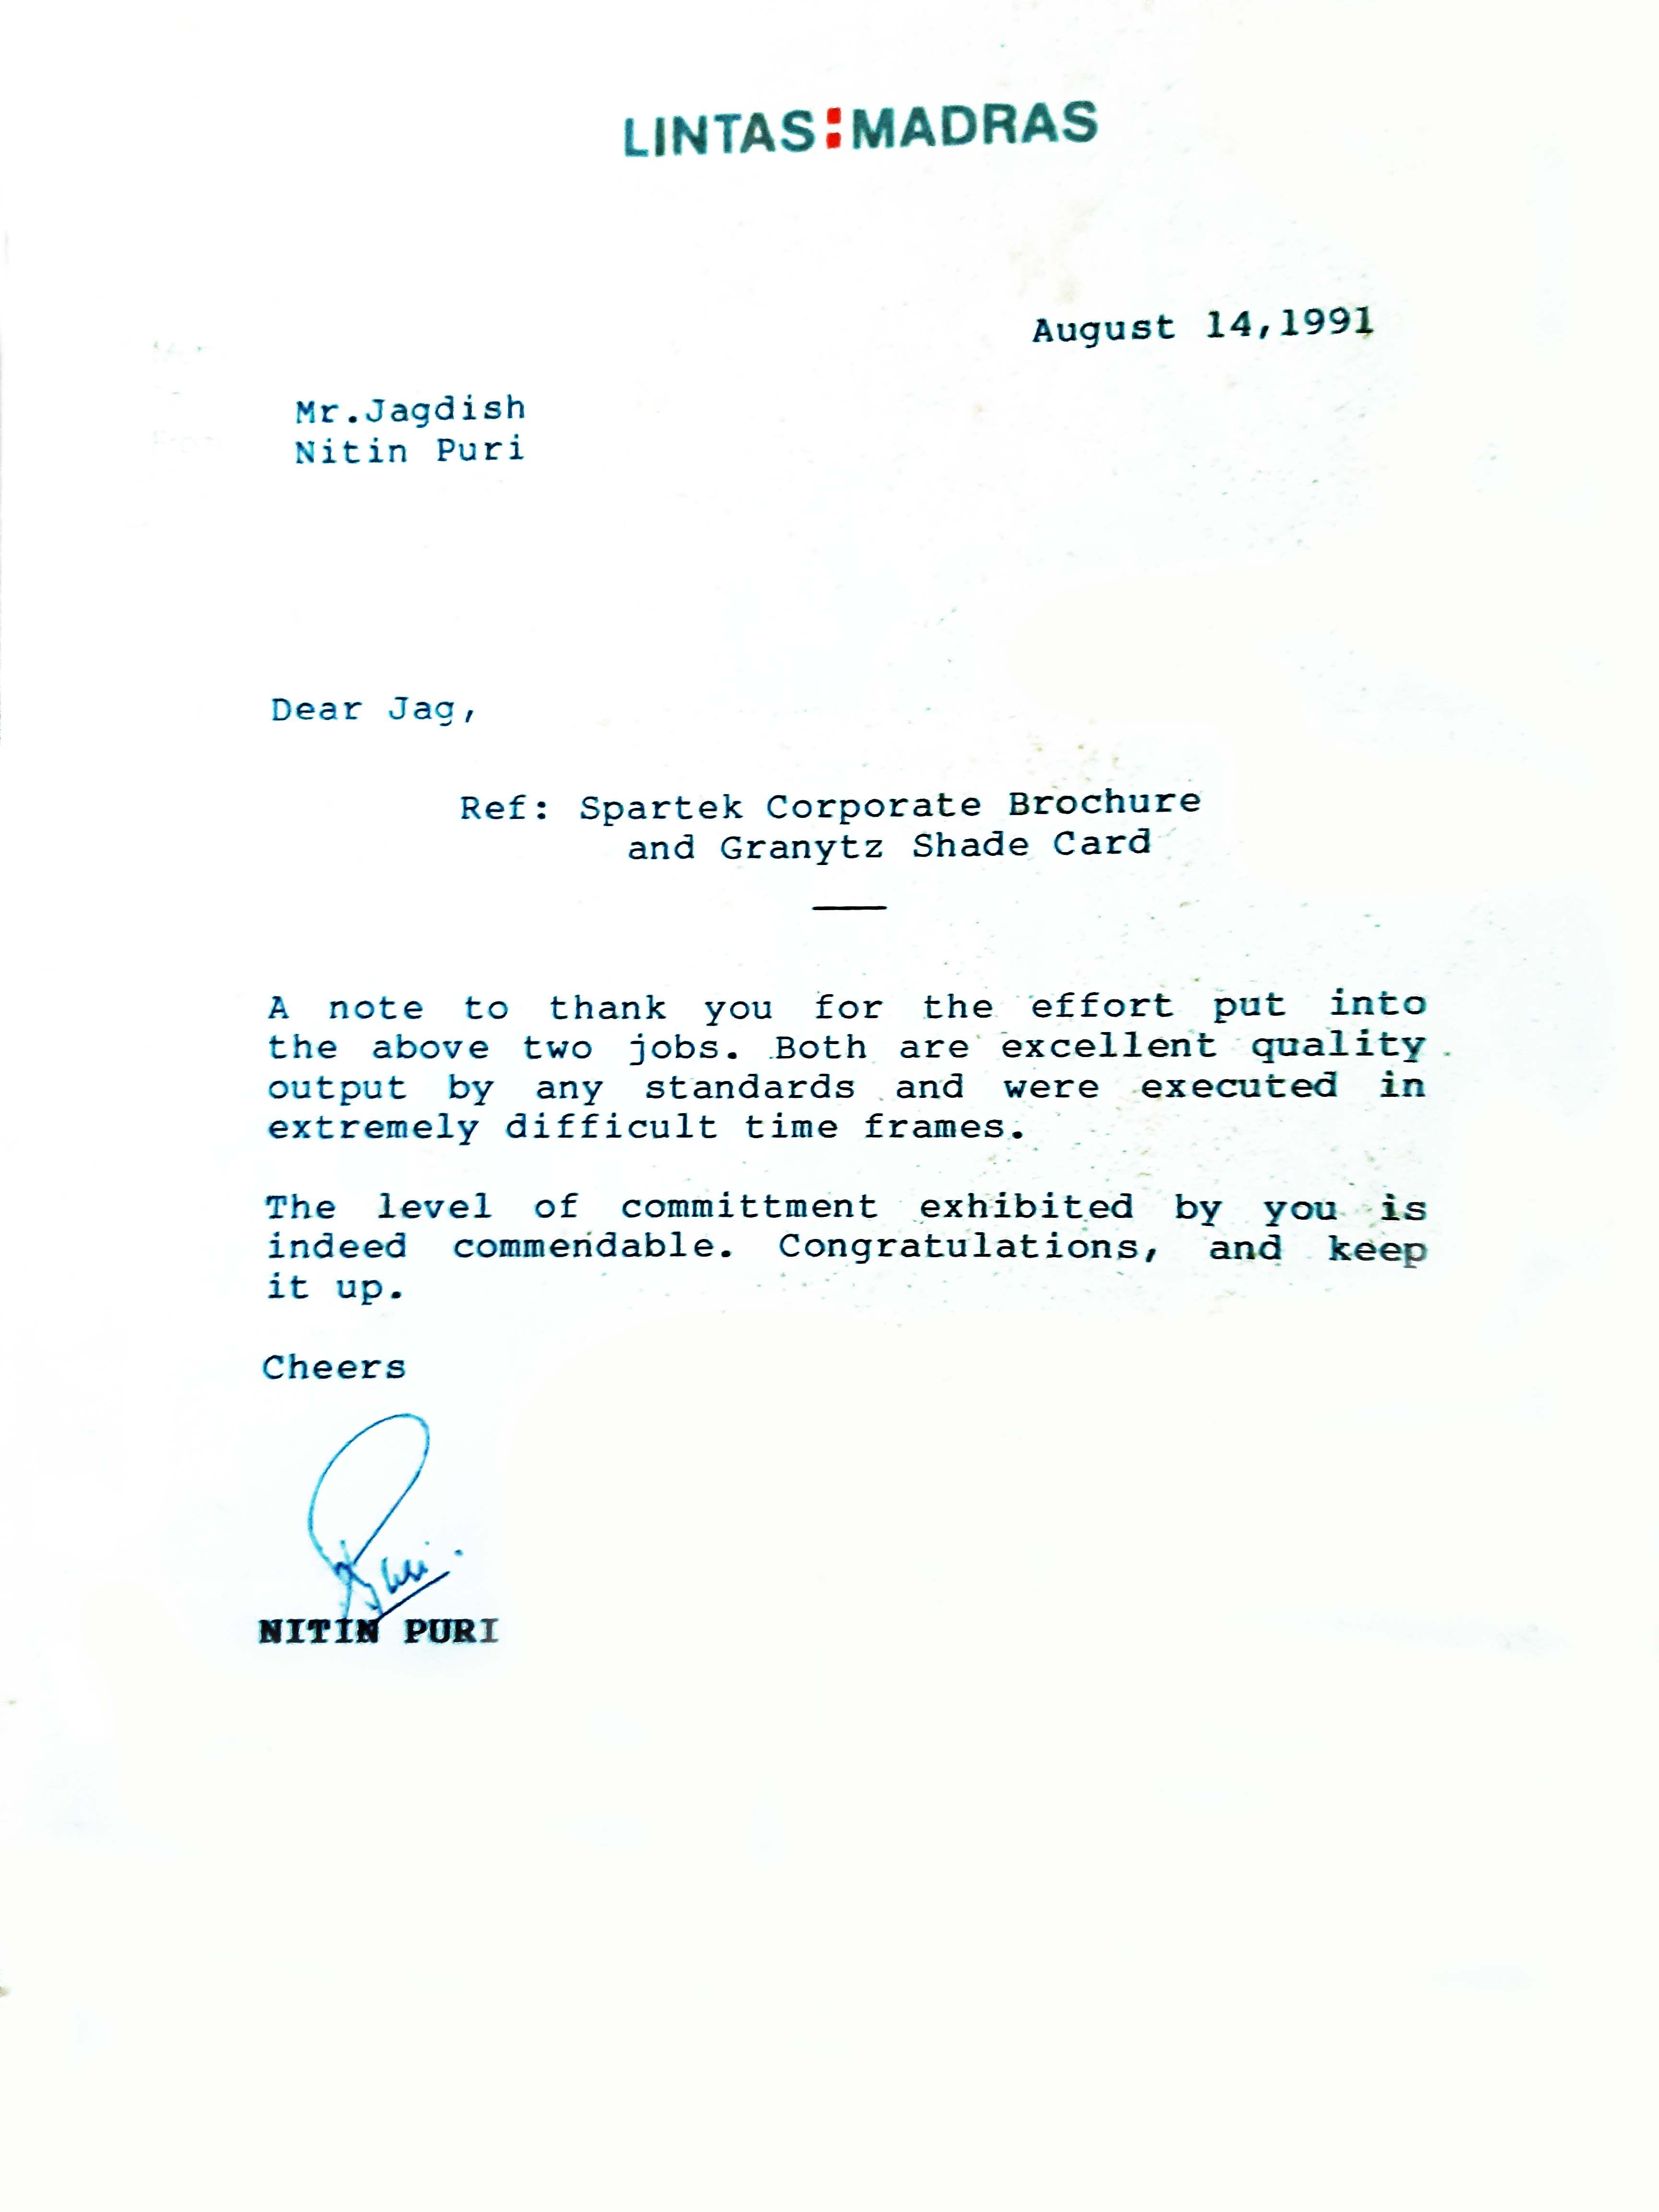 LINTAS:MADRAS
August 14,1991
Mr.Jagdish
Nitin Puri
Dear Jag,
Ref: Spartek Corporate Brochure
and Granytz Shade Card
A note to thank you for the effort put into
the above two jobs. Both are excellent quality
output by any standards and were executed in
extremely difficult time frames.
The level of committment exhibited by you is
indeed commendable. Congratulations, and keep
it up.
Cheers
Puri.
NITIN PURI